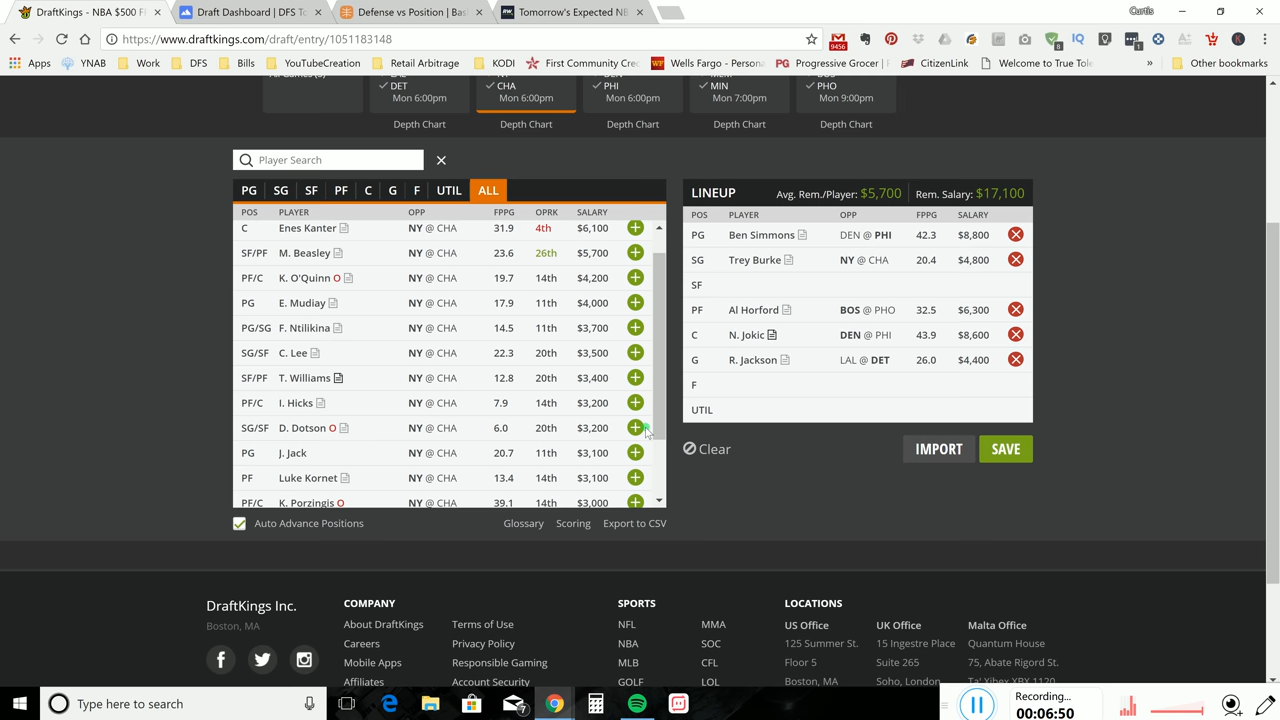 DraftKings - NBA $500 Fl
Draft Dashboard | DFS To
Defense vs Position | Bas
Tomorrow's Expected NB
Curtis
https://www.draftkings.com/draft/entry/1051183148
9456
8
1
Apps YNAB Work DFS Bills YouTubeCreation Retail Arbitrage KODI First Community Crec Wells Fargo - Persona Progressive Grocer | F CitizenLink Welcome to True Tole » Other bookmarks
DET CHA PHI MIN PHO
Mon 6:00pm Mon 6:00pm Mon 6:00pm Mon 7:00pm Mon 9:00pm
Depth Chart Depth Chart Depth Chart Depth Chart Depth Chart
Player Search
PG SG SF PF C G F UTIL ALL
POS PLAYER OPP FPPG OPRK SALARY
C Enes Kanter NY @ CHA 31.9 4th $6,100
SF/PF M. Beasley NY @ CHA 23.6 26th $5,700
PF/C K. O'Quinn O NY @ CHA 19.7 14th $4,200
PG E. Mudiay NY @ CHA 17.9 11th $4,000
PG/SG F. Ntilikina NY @ CHA 14.5 11th $3,700
SG/SF C. Lee NY @ CHA 22.3 20th $3,500
SF/PF T. Williams NY @ CHA 12.8 20th $3,400
PF/C I. Hicks NY @ CHA 7.9 14th $3,200
SG/SF D. Dotson O NY @ CHA 6.0 20th $3,200
PG J. Jack NY @ CHA 20.7 11th $3,100
PF Luke Kornet NY @ CHA 13.4 14th $3,100
PF/C K. Porzingis O NY @ CHA 39.1 14th $3,000
Auto Advance Positions
Glossary Scoring Export to CSV
LINEUP Avg. Rem./Player: $5,700 Rem. Salary: $17,100
POS PLAYER OPP FPPG SALARY
PG Ben Simmons DEN @ PHI 42.3 $8,800
SG Trey Burke NY @ CHA 20.4 $4,800
SF
PF Al Horford BOS @ PHO 32.5 $6,300
C N. Jokic DEN @ PHI 43.9 $8,600
G R. Jackson LAL @ DET 26.0 $4,400
F
UTIL
Clear IMPORT SAVE
DraftKings Inc.
Boston, MA
COMPANY
About DraftKings Terms of Use
Careers Privacy Policy
Mobile Apps Responsible Gaming
Affiliates Account Security
SPORTS
NFL MMA
NBA SOC
MLB CFL
GOLF LOL
LOCATIONS
US Office UK Office Malta Office
125 Summer St. 15 Ingestre Place Quantum House
Floor 5 Suite 265 75, Abate Rigord St.
Boston, MA Soho, London, Ta' Xibex XBX 1120
Type here to search
7
Recording...
00:06:50